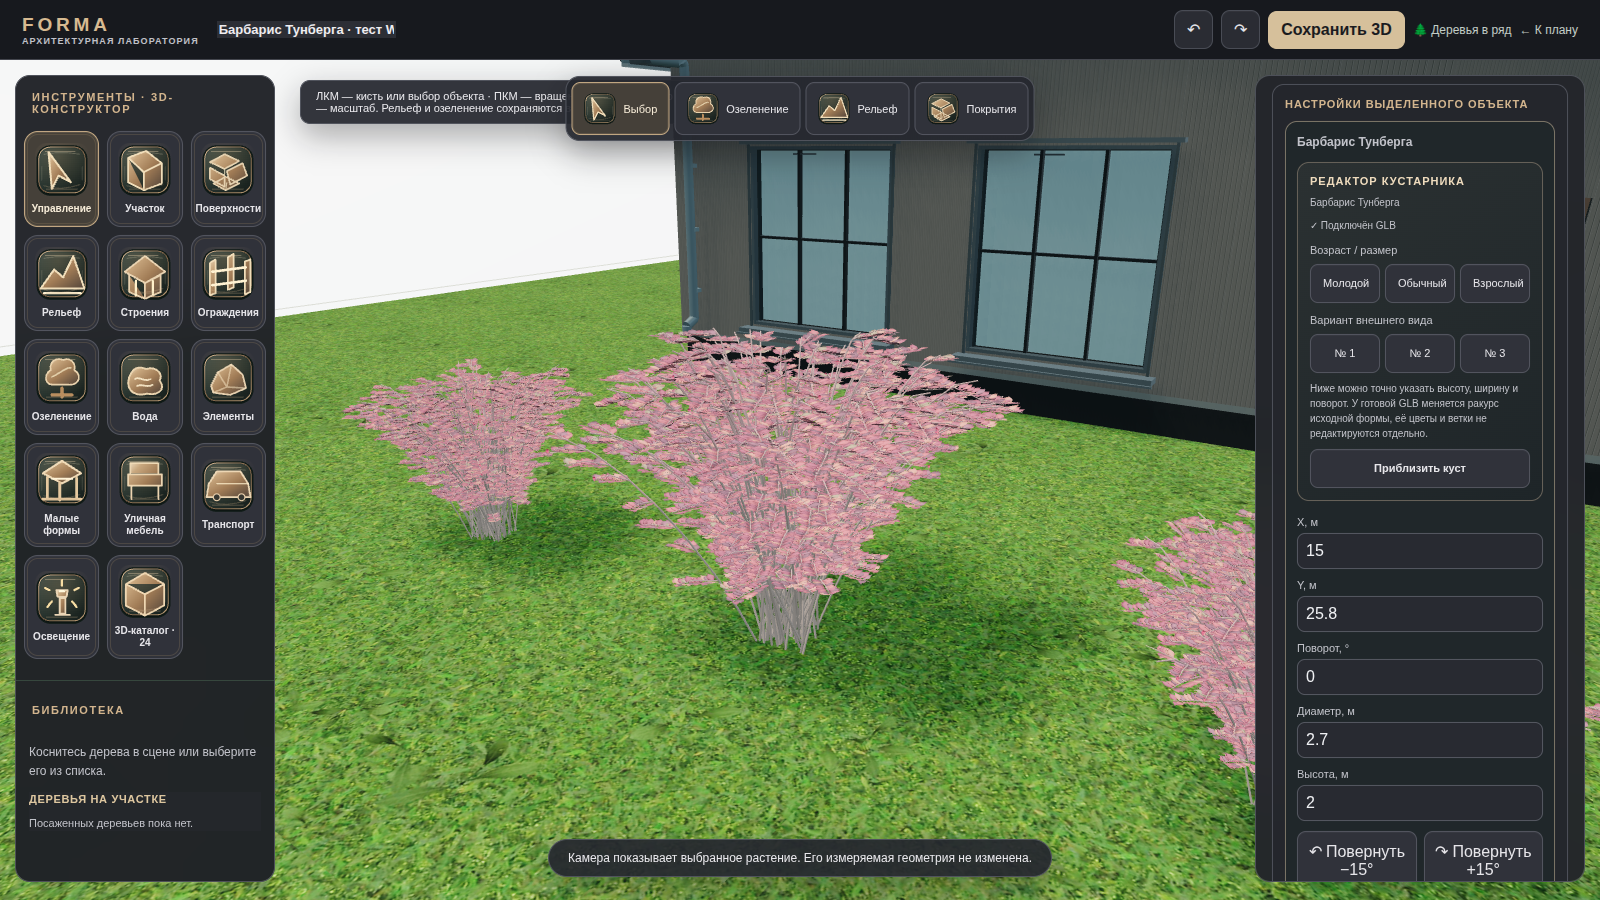 FORMA
АРХИТЕКТУРНАЯ ЛАБОРАТОРИЯ
Барбарис Тунберга · тест
↶
↷
Сохранить 3D
🌲 Деревья в ряд
← К плану
ИНСТРУМЕНТЫ · 3D-
КОНСТРУКТОР
Управление
Участок
Поверхности
Рельеф
Строения
Ограждения
Озеленение
Вода
Элементы
Малые
формы
Уличная
мебель
Транспорт
Освещение
3D-каталог ·
24
БИБЛИОТЕКА
Коснитесь дерева в сцене или выберите
его из списка.
ДЕРЕВЬЯ НА УЧАСТКЕ
Посаженных деревьев пока нет.
ЛКМ — кисть или выбор объекта · ПКМ — враще
— масштаб. Рельеф и озеленение сохраняются
Выбор
Озеленение
Рельеф
Покрытия
Камера показывает выбранное растение. Его измеряемая геометрия не изменена.
НАСТРОЙКИ ВЫДЕЛЕННОГО ОБЪЕКТА
Барбарис Тунберга
РЕДАКТОР КУСТАРНИКА
Барбарис Тунберга
✓ Подключён GLB
Возраст / размер
Молодой
Обычный
Взрослый
Вариант внешнего вида
№ 1
№ 2
№ 3
Ниже можно точно указать высоту, ширину и
поворот. У готовой GLB меняется ракурс
исходной формы, её цветы и ветки не
редактируются отдельно.
Приблизить куст
X, м
15
Y, м
25.8
Поворот, °
0
Диаметр, м
2.7
Высота, м
2
↶ Повернуть
−15°
↷ Повернуть
+15°